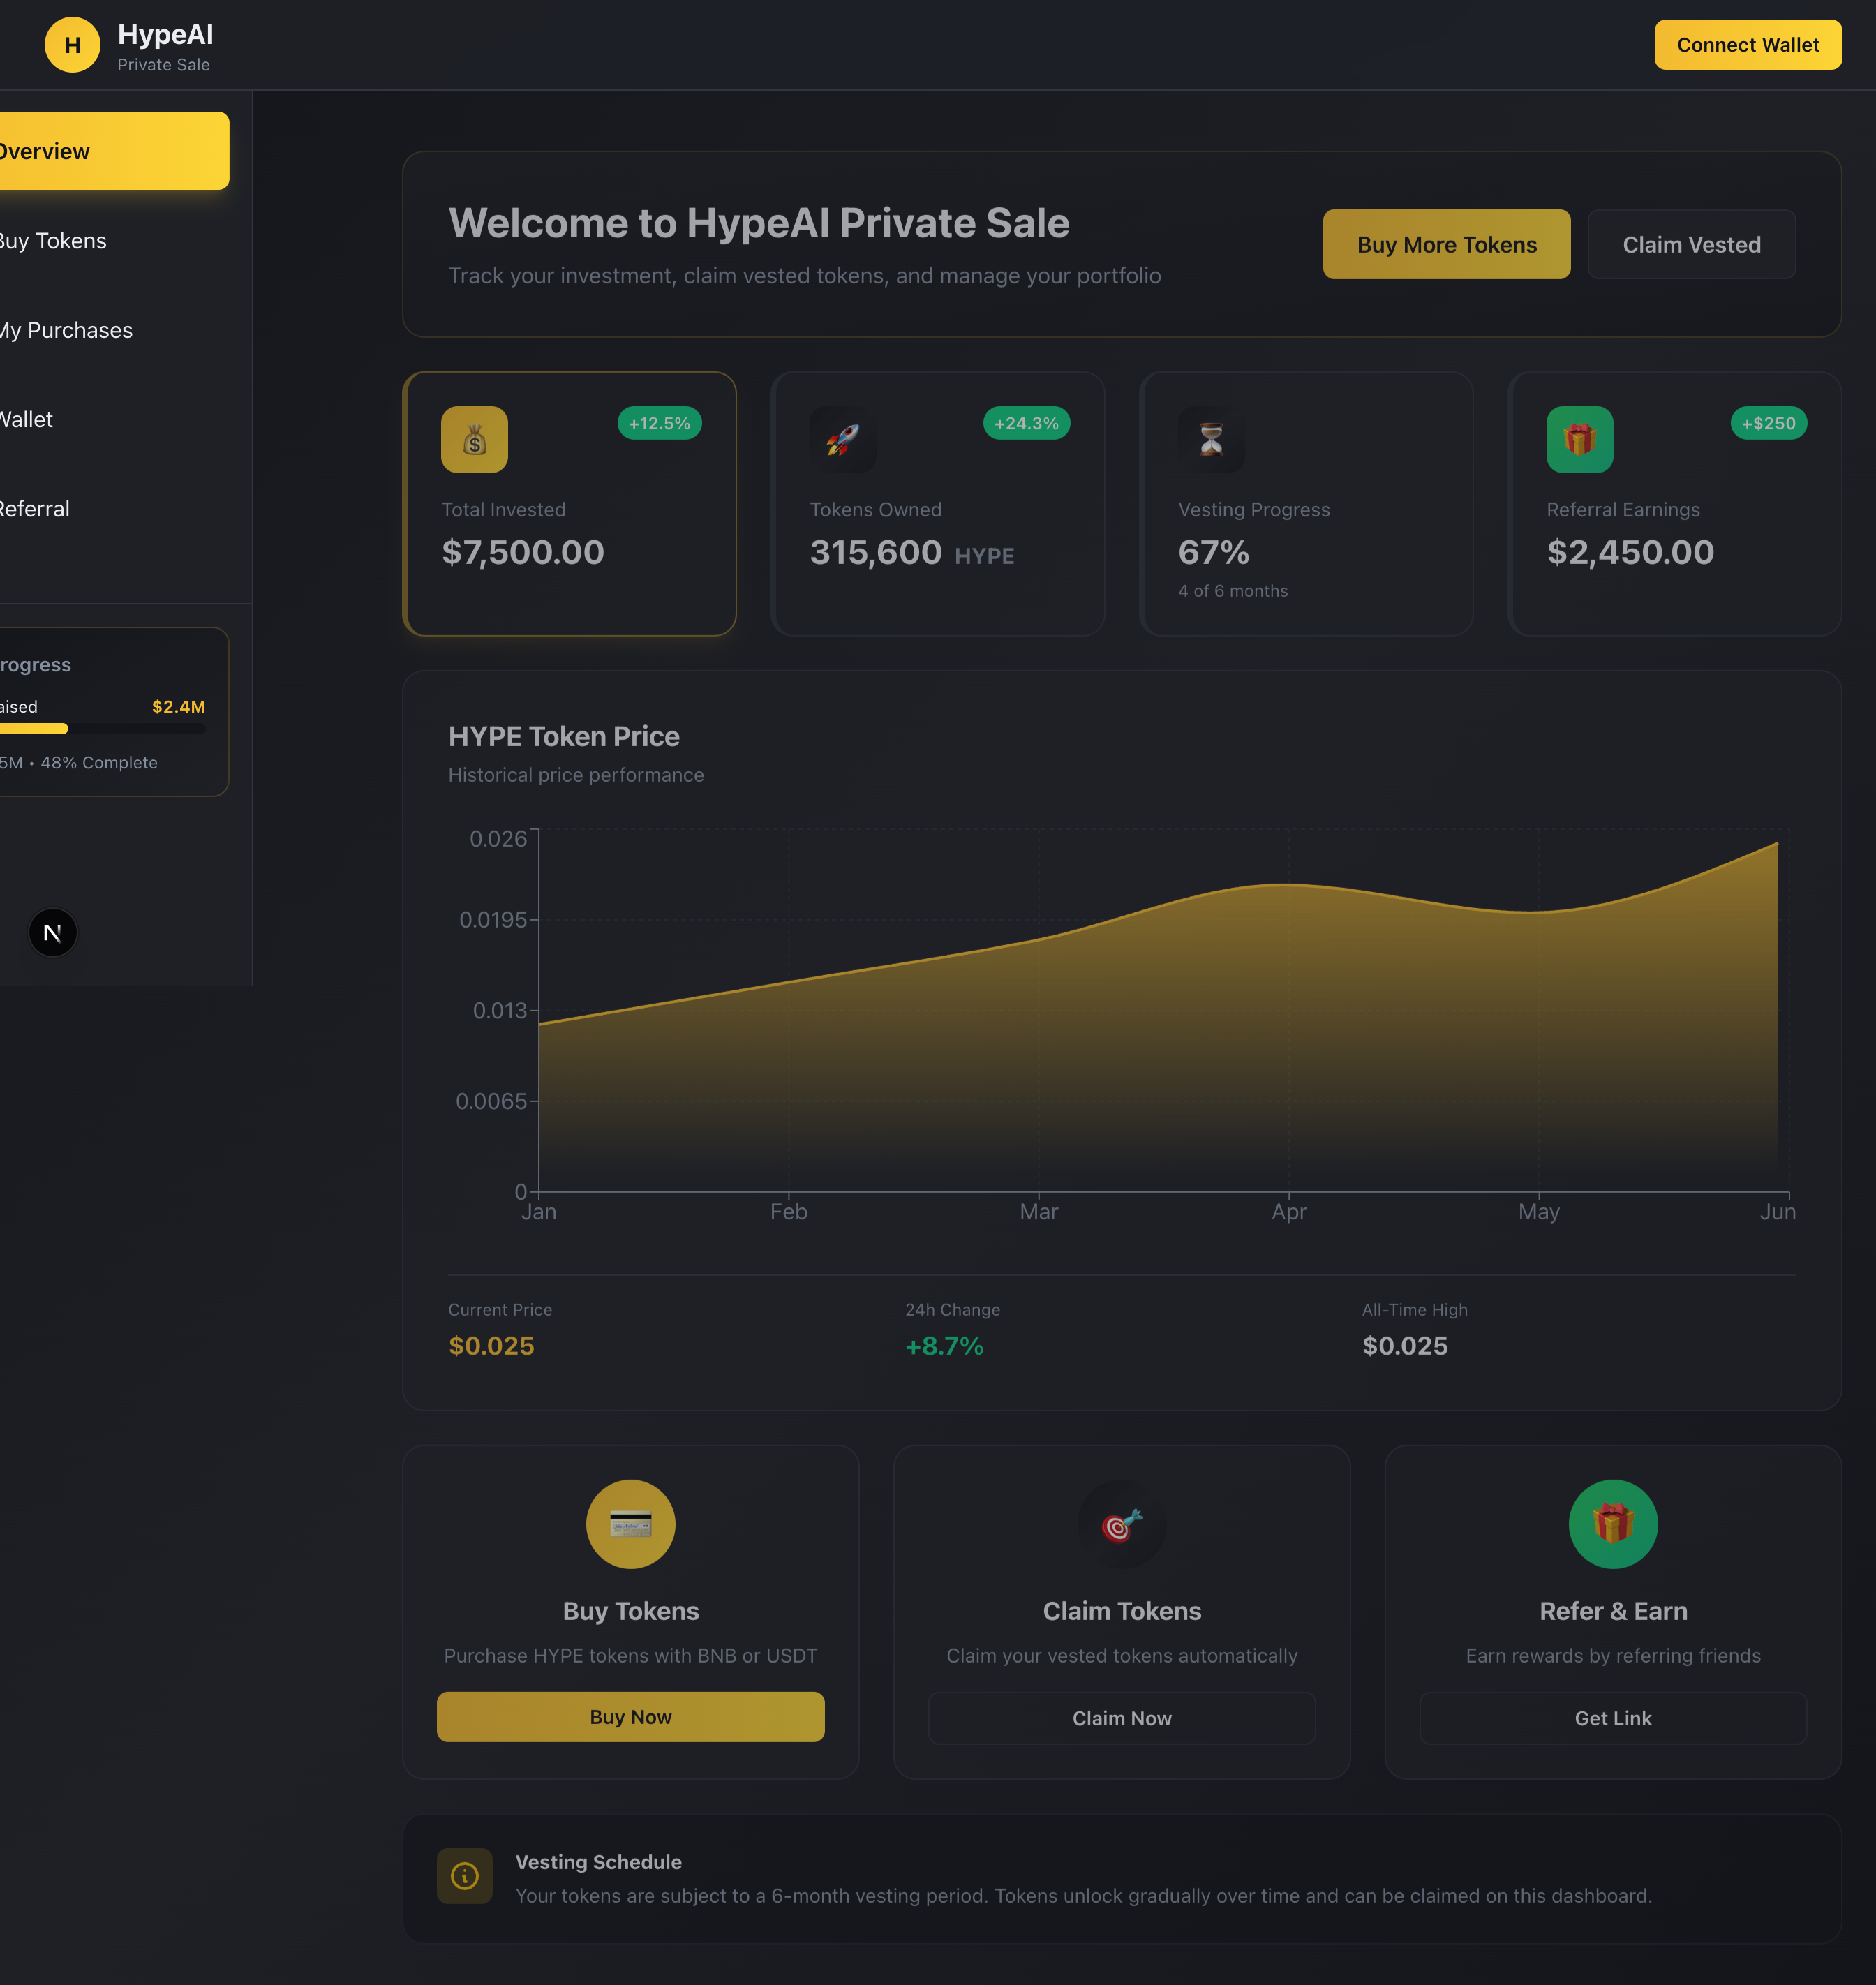 H
HypeAI
Private Sale
Connect Wallet
Overview
Buy Tokens
My Purchases
Wallet
Referral
rogress
aised
$2.4M
5M • 48% Complete
N
Welcome to HypeAI Private Sale
Track your investment, claim vested tokens, and manage your portfolio
Buy More Tokens
Claim Vested
+12.5%
Total Invested
$7,500.00
+24.3%
Tokens Owned
315,600 HYPE
Vesting Progress
67%
4 of 6 months
+$250
Referral Earnings
$2,450.00
HYPE Token Price
Historical price performance
0.026
0.0195
0.013
0.0065
0
Jan
Feb
Mar
Apr
May
Jun
Current Price
$0.025
24h Change
+8.7%
All-Time High
$0.025
Buy Tokens
Purchase HYPE tokens with BNB or USDT
Buy Now
Claim Tokens
Claim your vested tokens automatically
Claim Now
Refer & Earn
Earn rewards by referring friends
Get Link
Vesting Schedule
Your tokens are subject to a 6-month vesting period. Tokens unlock gradually over time and can be claimed on this dashboard.